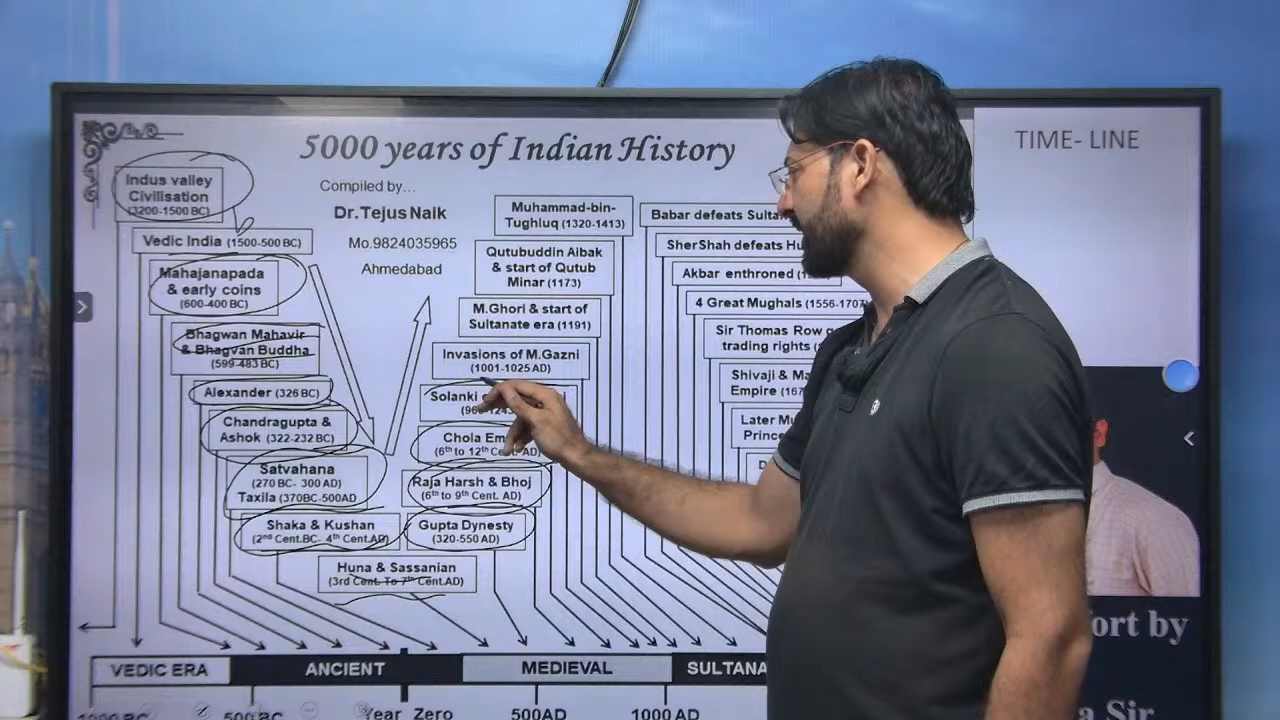 5000 years of Indian History
TIME- LINE
Compiled by...
Dr.Tejus Naik
Mo.9824035965
Ahmedabad
Indus valley
Civilisation
(3200-1500 BC)
Vedic India (1500-500 BC)
Mahajanapada
& early coins
(600-400 BC)
Bhagwan Mahavir
& Bhagvan Buddha
(599-483 BC)
Alexander (326 BC)
Chandragupta &
Ashok (322-232 BC)
Satvahana
(270 BC- 300 AD)
Taxila (370BC-500AD
Shaka & Kushan
(2nd Cent.BC- 4th Cent.AD)
Huna & Sassanian
(3rd Cent. To 7th Cent.AD)
Gupta Dynesty
(320-550 AD)
Raja Harsh & Bhoj
(6th to 9th Cent. AD)
Chola Em
(6th to 12th Cent. AD)
Solanki
Invasions of M.Gazni
(1001-1025 AD)
M.Ghori & start of
Sultanate era (1191)
Qutubuddin Aibak
& start of Qutub
Minar (1173)
Muhammad-bin-
Tughluq (1320-1413)
Babar defeats Sultan
SherShah defeats Hu
Akbar enthroned
4 Great Mughals (1556-1707
Sir Thomas Row g
trading rights
Shivaji & Ma
Empire (167
Later Mu
Prince
D
VEDIC ERA
ANCIENT
MEDIEVAL
SULTANA
500BC
Year Zero
500AD
1000AD
ort by
a Sir